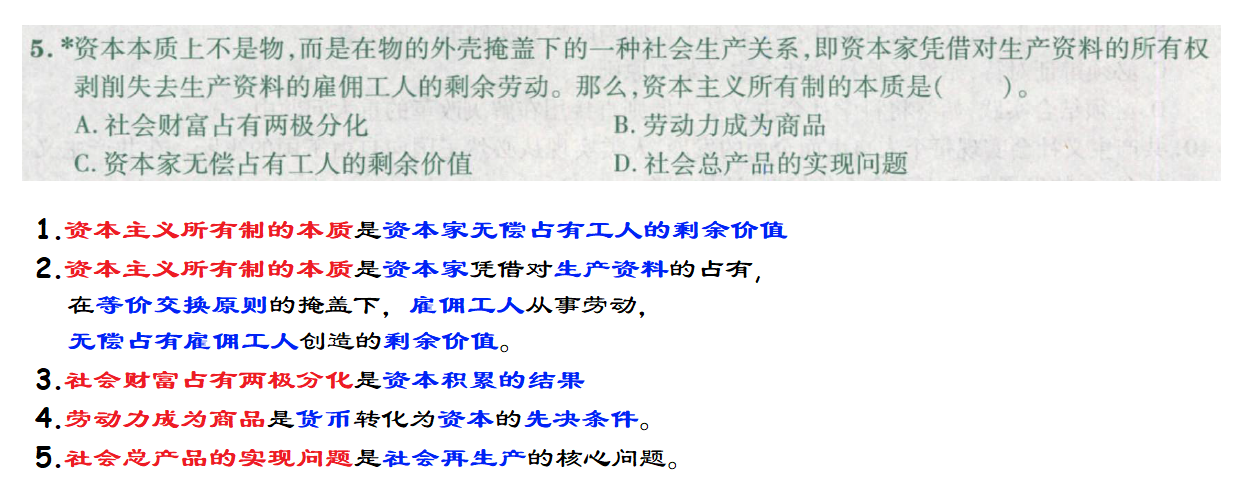 5. *资本本质上不是物,而是在物的外壳掩盖下的一种社会生产关系,即资本家凭借对生产资料的所有权
剥削失去生产资料的雇佣工人的剩余劳动。那么,资本主义所有制的本质是(  )。
A. 社会财富占有两极分化 B. 劳动力成为商品
C. 资本家无偿占有工人的剩余价值 D. 社会总产品的实现问题
1.资本主义所有制的本质是资本家无偿占有工人的剩余价值
2.资本主义所有制的本质是资本家凭借对生产资料的占有,
在等价交换原则的掩盖下，雇佣工人从事劳动,
无偿占有雇佣工人创造的剩余价值。
3.社会财富占有两极分化是资本积累的结果
4.劳动力成为商品是货币转化为资本的先决条件。
5.社会总产品的实现问题是社会再生产的核心问题。